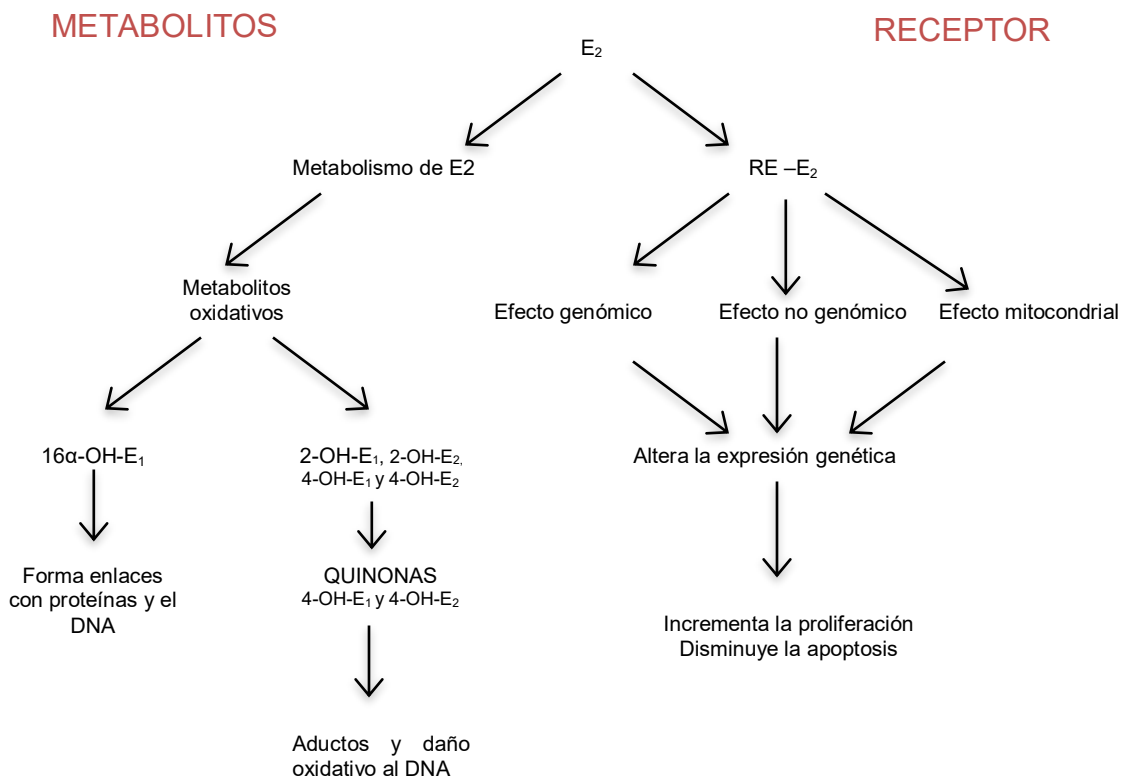 METABOLITOS
RECEPTOR
E₂
Metabolismo de E2
RE –E₂
Metabolitos
oxidativos
Efecto genómico
Efecto no genómico
Efecto mitocondrial
16α-OH-E₁
2-OH-E₁, 2-OH-E₂,
4-OH-E₁ y 4-OH-E₂
Altera la expresión genética
Forma enlaces
con proteínas y el
DNA
QUINONAS
4-OH-E₁ y 4-OH-E₂
Incrementa la proliferación
Disminuye la apoptosis
Aductos y daño
oxidativo al DNA